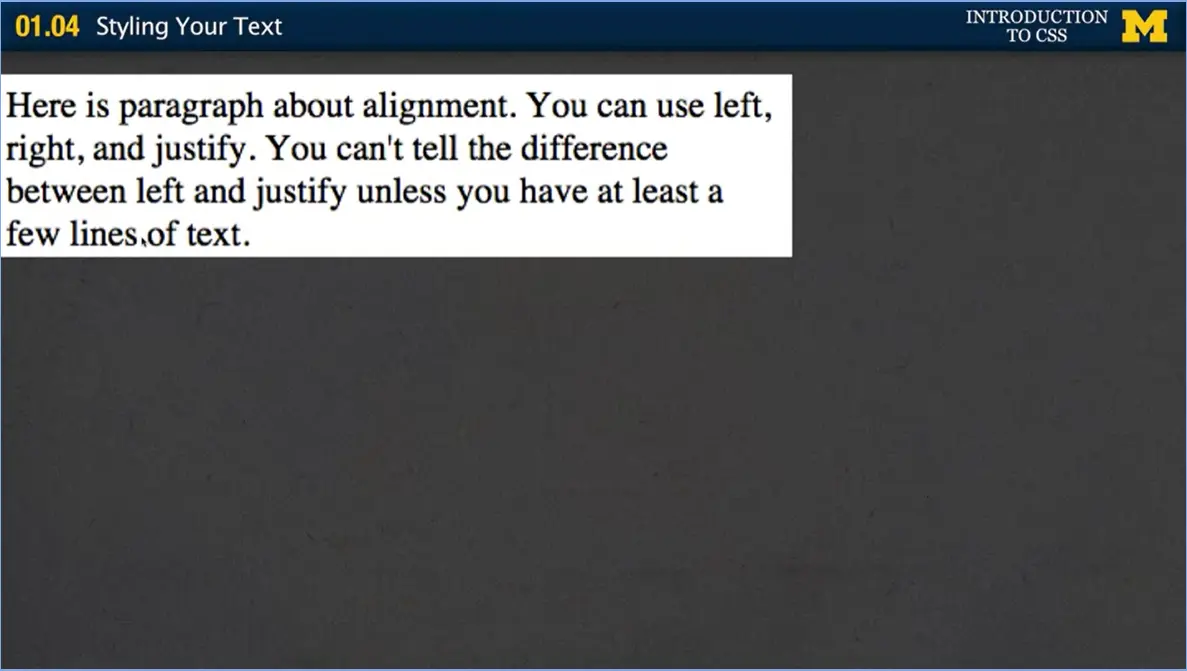 01.04 Styling Your Text
INTRODUCTION
TO CSS
M
Here is paragraph about alignment. You can use left,
right, and justify. You can't tell the difference
between left and justify unless you have at least a
few lines of text.